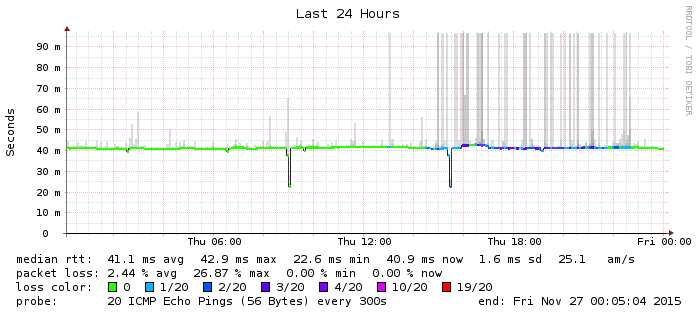 Last 24 Hours
RRDTOOL / TOBI OETIKER
Seconds
90 m
80 m
70 m
60 m
50 m
40 m
30 m
20 m
10 m
0
Thu 06:00 Thu 12:00 Thu 18:00 Fri 00:00
median rtt: 41.1 ms avg 42.9 ms max 22.6 ms min 40.9 ms now 1.6 ms sd 25.1 am/s
packet loss: 2.44 % avg 26.87 % max 0.00 % min 0.00 % now
loss color: 0 1/20 2/20 3/20 4/20 10/20 19/20
probe: 20 ICMP Echo Pings (56 Bytes) every 300s end: Fri Nov 27 00:05:04 2015